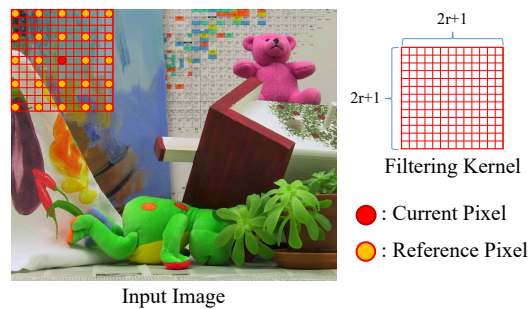 2r+1
2r+1
Filtering Kernel
: Current Pixel
: Reference Pixel
Input Image